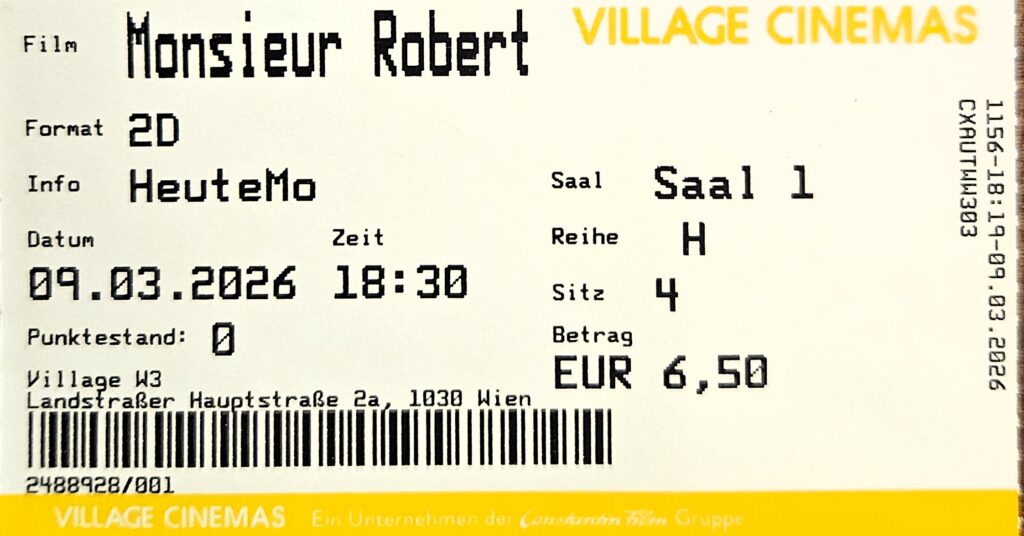 VILLAGE CINEMAS
Film Monsieur Robert
Format 2D
Info HeuteMo
Saal Saal 1
Datum Zeit
Reihe H
09.03.2026 18:30
Sitz 4
Punktestand: 0
Betrag
EUR 6,50
Village W3
Landstraßer Hauptstraße 2a, 1030 Wien
2488928/001
1156-18:19-09.03.2026
CXAUTWW303
VILLAGE CINEMAS Ein Unternehmen der Constantin Film Gruppe